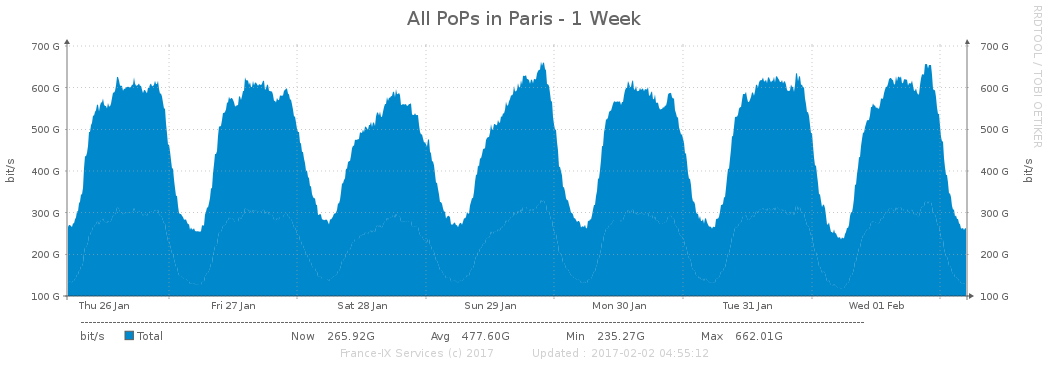 All PoPs in Paris - 1 Week
RRDTOOL / TOBI OETIKER
bit/s
700 G 700 G
600 G 600 G
500 G 500 G
400 G 400 G
300 G 300 G
200 G 200 G
100 G 100 G
bit/s
Thu 26 Jan Fri 27 Jan Sat 28 Jan Sun 29 Jan Mon 30 Jan Tue 31 Jan Wed 01 Feb
bit/s Total Now 265.92G Avg 477.60G Min 235.27G Max 662.01G
France-IX Services (c) 2017 Updated : 2017-02-02 04:55:12